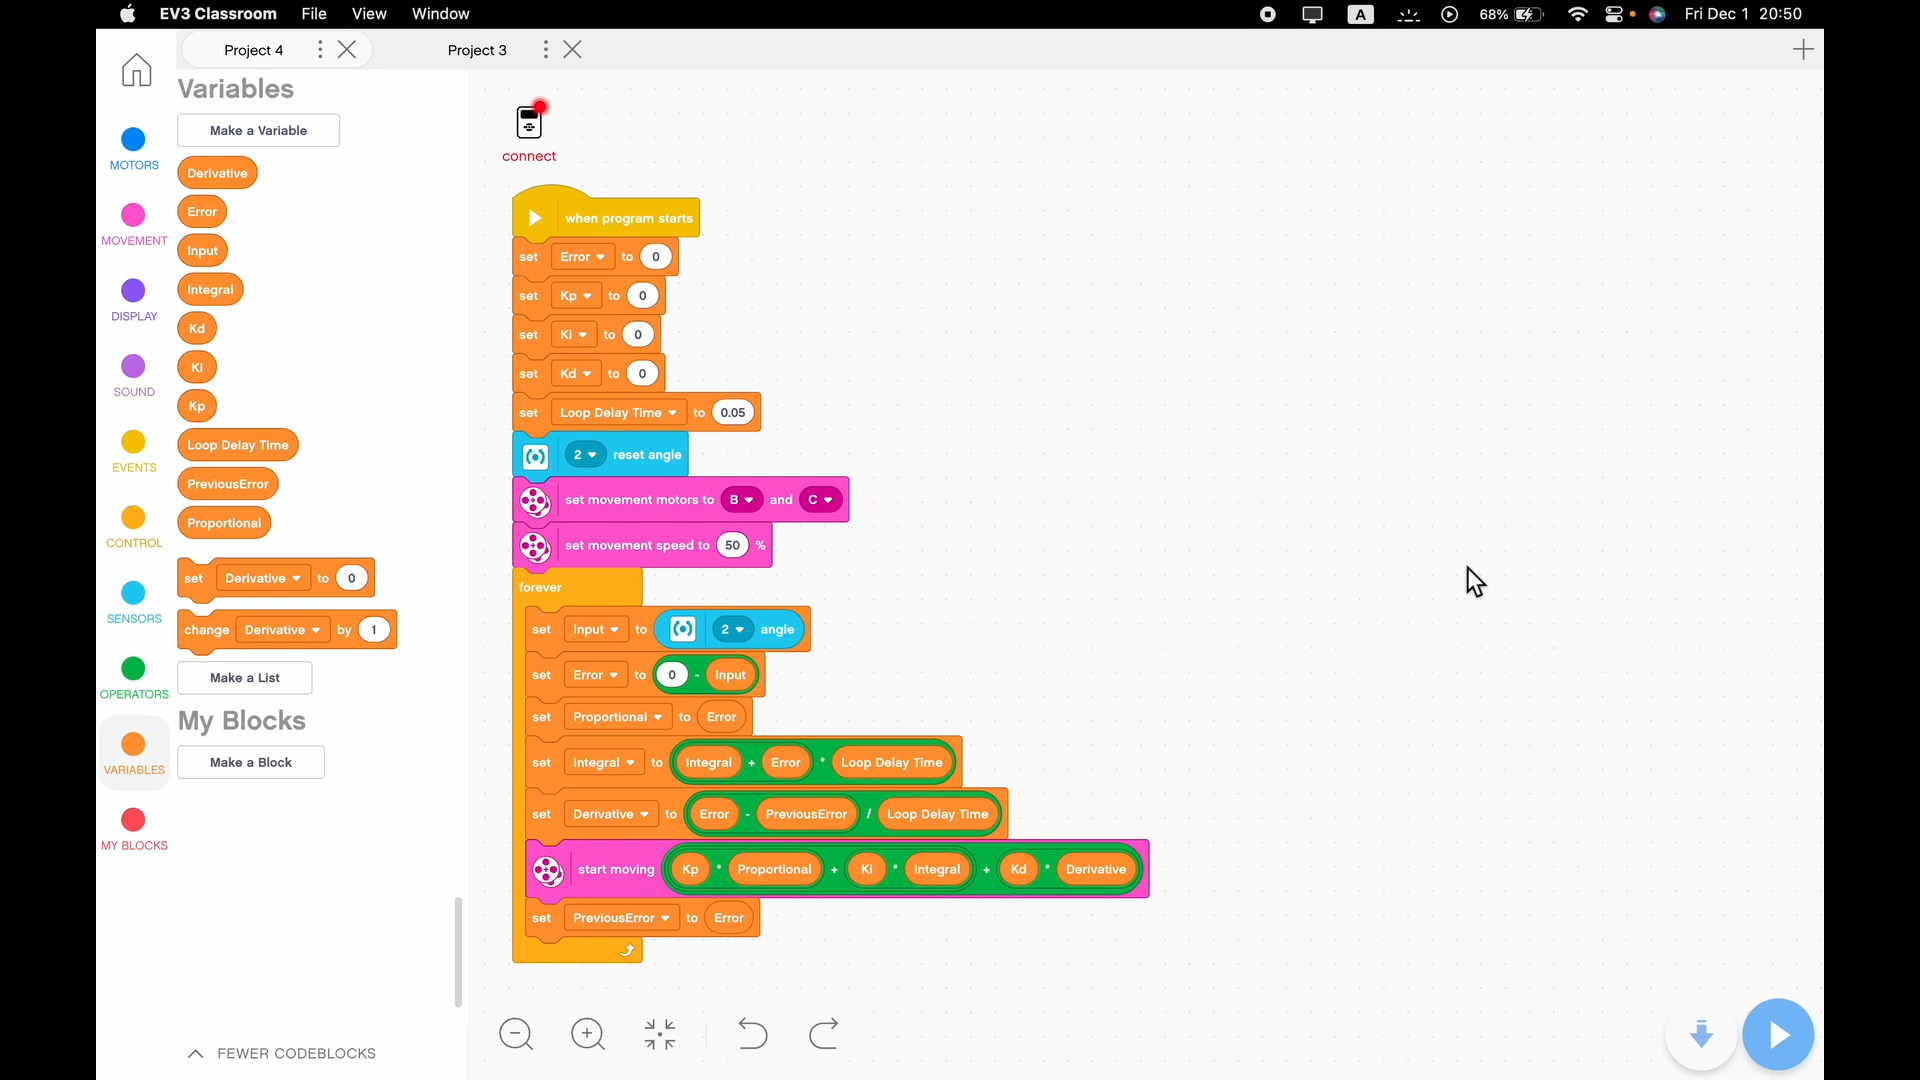 EV3 Classroom File View Window A 68% Fri Dec 1 20:50
Project 4 Project 3
Variables
Make a Variable
Derivative
Error
Input
Integral
Kd
Ki
Kp
Loop Delay Time
PreviousError
Proportional
set Derivative to 0
change Derivative by 1
Make a List
My Blocks
Make a Block
FEWER CODEBLOCKS
MOTORS
MOVEMENT
DISPLAY
SOUND
EVENTS
CONTROL
SENSORS
OPERATORS
VARIABLES
MY BLOCKS
connect
when program starts
set Error to 0
set Kp to 0
set Ki to 0
set Kd to 0
set Loop Delay Time to 0.05
2 reset angle
set movement motors to B and C
set movement speed to 50 %
forever
set Input to 2 angle
set Error to 0 - Input
set Proportional to Error
set Integral to Integral + Error * Loop Delay Time
set Derivative to Error - PreviousError / Loop Delay Time
start moving Kp * Proportional + Ki * Integral + Kd * Derivative
set PreviousError to Error